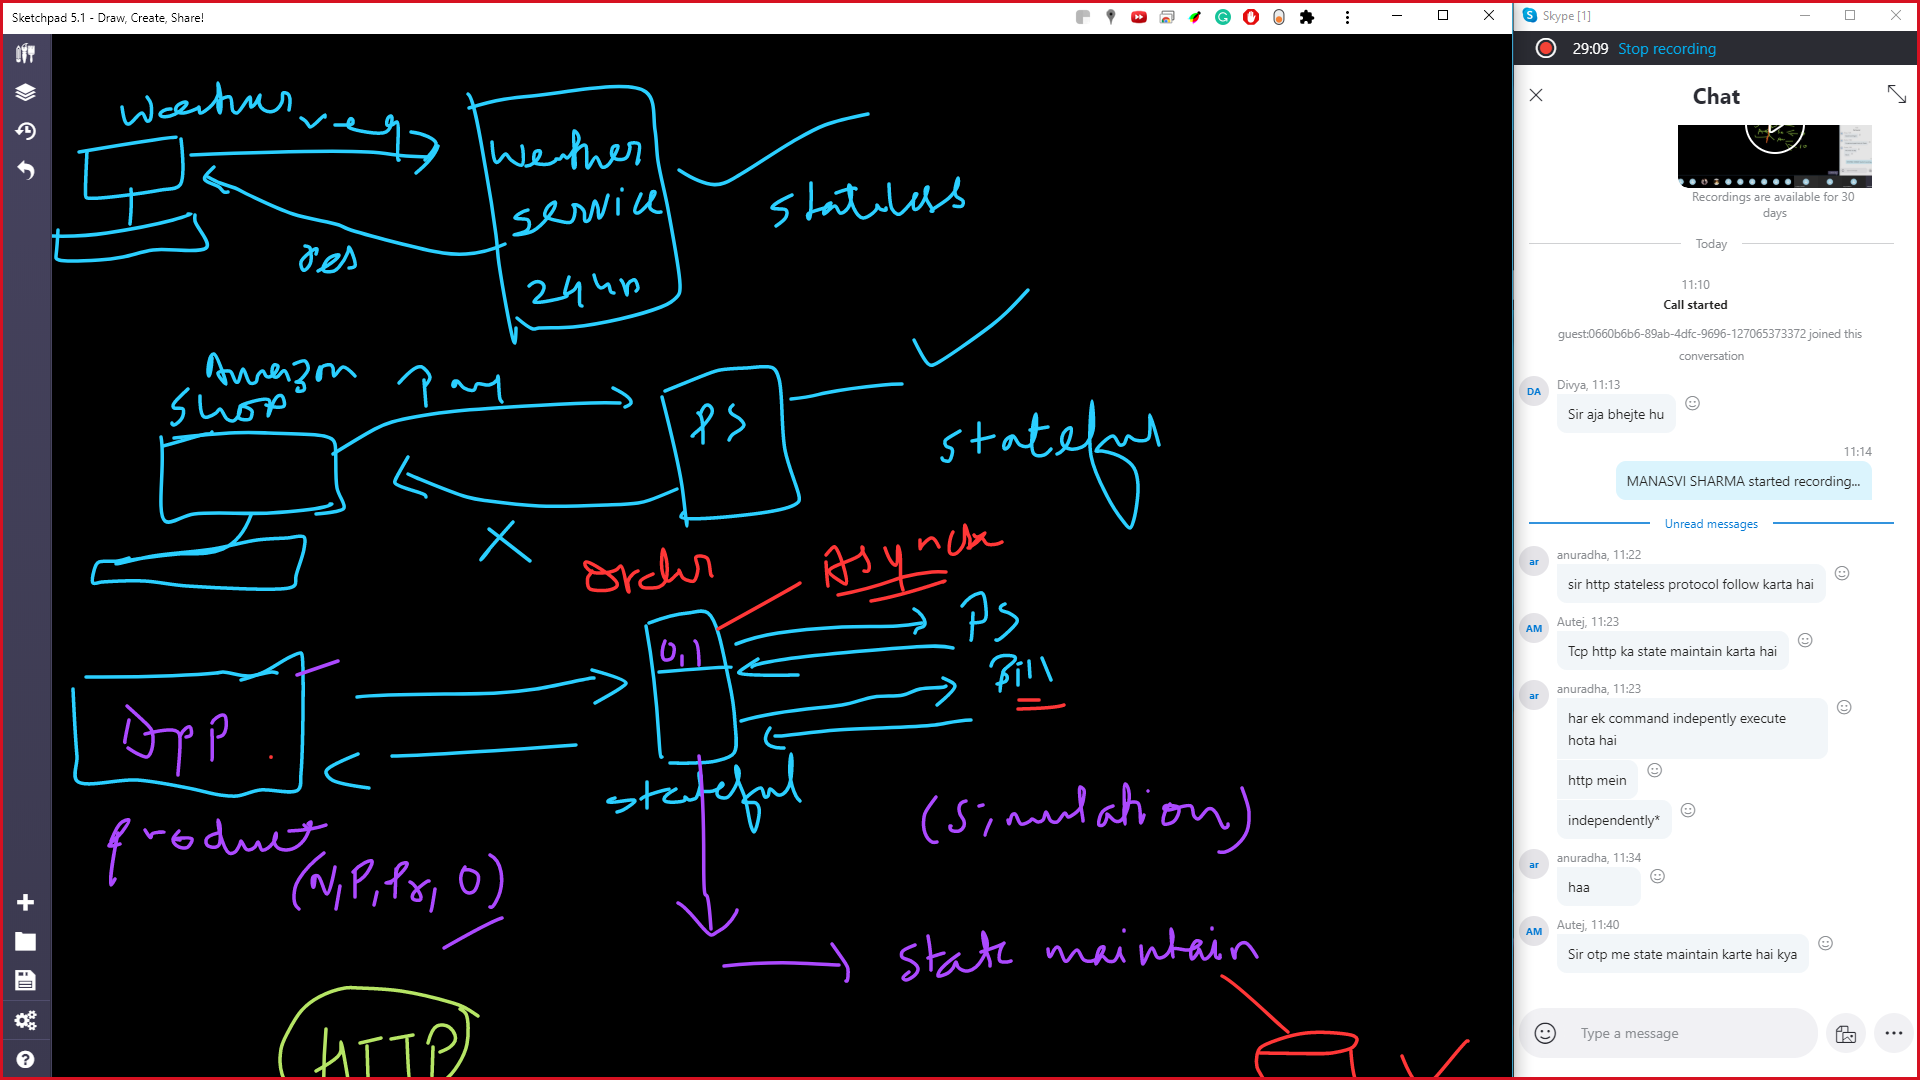 Sketchpad 5.1 - Draw, Create, Share!
Weather
req
Weather
service
24un
res
stateless
Amazon
shop
Pay
PS
stateful
Order
Async
0,1
PS
Bill
DPP
stateful
product
(N, P, Pr, O)
(simulation)
state maintain
HTTP
Skype [1]
29:09 Stop recording
Chat
Recordings are available for 30
days
Today
11:10
Call started
guest:0660b6b6-89ab-4dfc-9696-127065373372 joined this
conversation
Divya, 11:13
DA
Sir aja bhejte hu
11:14
MANASVI SHARMA started recording...
Unread messages
anuradha, 11:22
ar
sir http stateless protocol follow karta hai
Autej, 11:23
AM
Tcp http ka state maintain karta hai
anuradha, 11:23
ar
har ek command indepently execute
hota hai
http mein
independently*
anuradha, 11:34
ar
haa
Autej, 11:40
AM
Sir otp me state maintain karte hai kya
Type a message